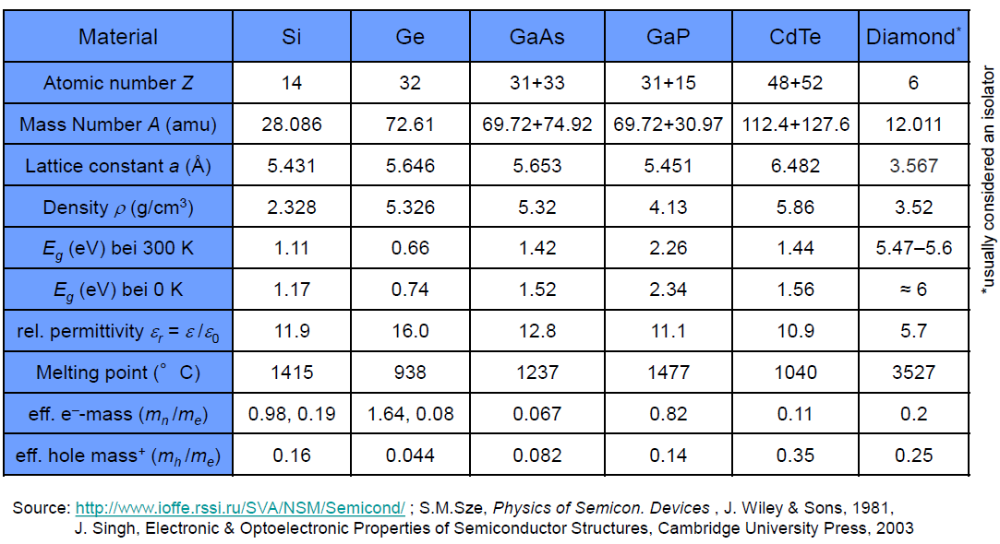 Material Si Ge GaAs GaP CdTe Diamond*
Atomic number Z 14 32 31+33 31+15 48+52 6
Mass Number A (amu) 28.086 72.61 69.72+74.92 69.72+30.97 112.4+127.6 12.011
Lattice constant a (Å) 5.431 5.646 5.653 5.451 6.482 3.567
Density ρ (g/cm³) 2.328 5.326 5.32 4.13 5.86 3.52
E_g (eV) bei 300 K 1.11 0.66 1.42 2.26 1.44 5.47–5.6
E_g (eV) bei 0 K 1.17 0.74 1.52 2.34 1.56 ≈ 6
rel. permittivity ε_r = ε/ε₀ 11.9 16.0 12.8 11.1 10.9 5.7
Melting point (° C) 1415 938 1237 1477 1040 3527
eff. e⁻-mass (m_n/m_e) 0.98, 0.19 1.64, 0.08 0.067 0.82 0.11 0.2
eff. hole mass⁺ (m_h/m_e) 0.16 0.044 0.082 0.14 0.35 0.25
*usually considered an isolator
Source: http://www.ioffe.rssi.ru/SVA/NSM/Semicond/ ; S.M.Sze, Physics of Semicon. Devices , J. Wiley & Sons, 1981,
J. Singh, Electronic & Optoelectronic Properties of Semiconductor Structures, Cambridge University Press, 2003